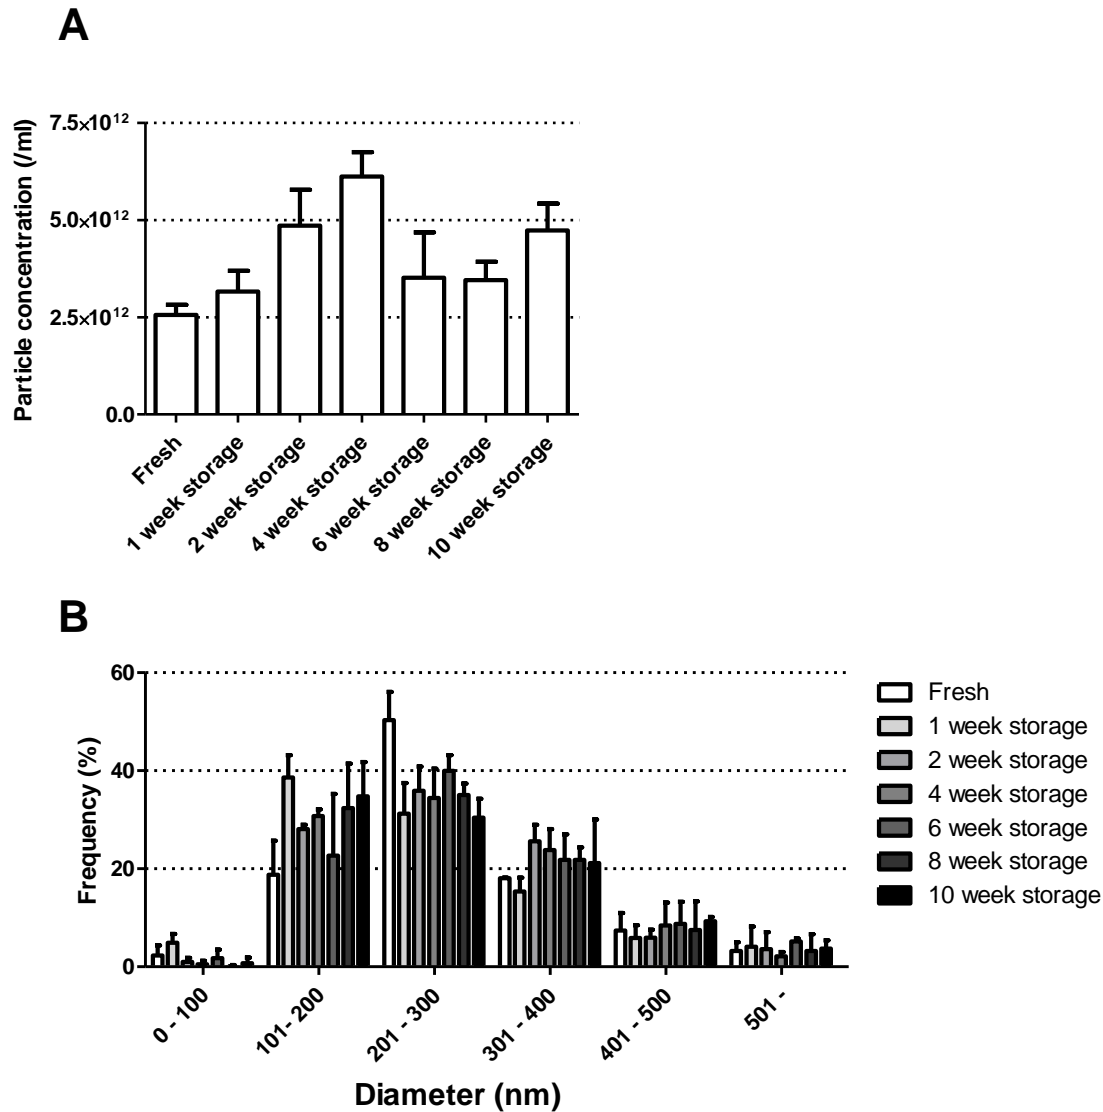 A
Particle concentration (/ml)
7.5×10¹²
5.0×10¹²
2.5×10¹²
0.0
Fresh
1 week storage
2 week storage
4 week storage
6 week storage
8 week storage
10 week storage
B
Frequency (%)
60
40
20
0
0 - 100
101- 200
201 - 300
301 - 400
401 - 500
501 -
Diameter (nm)
Fresh
1 week storage
2 week storage
4 week storage
6 week storage
8 week storage
10 week storage